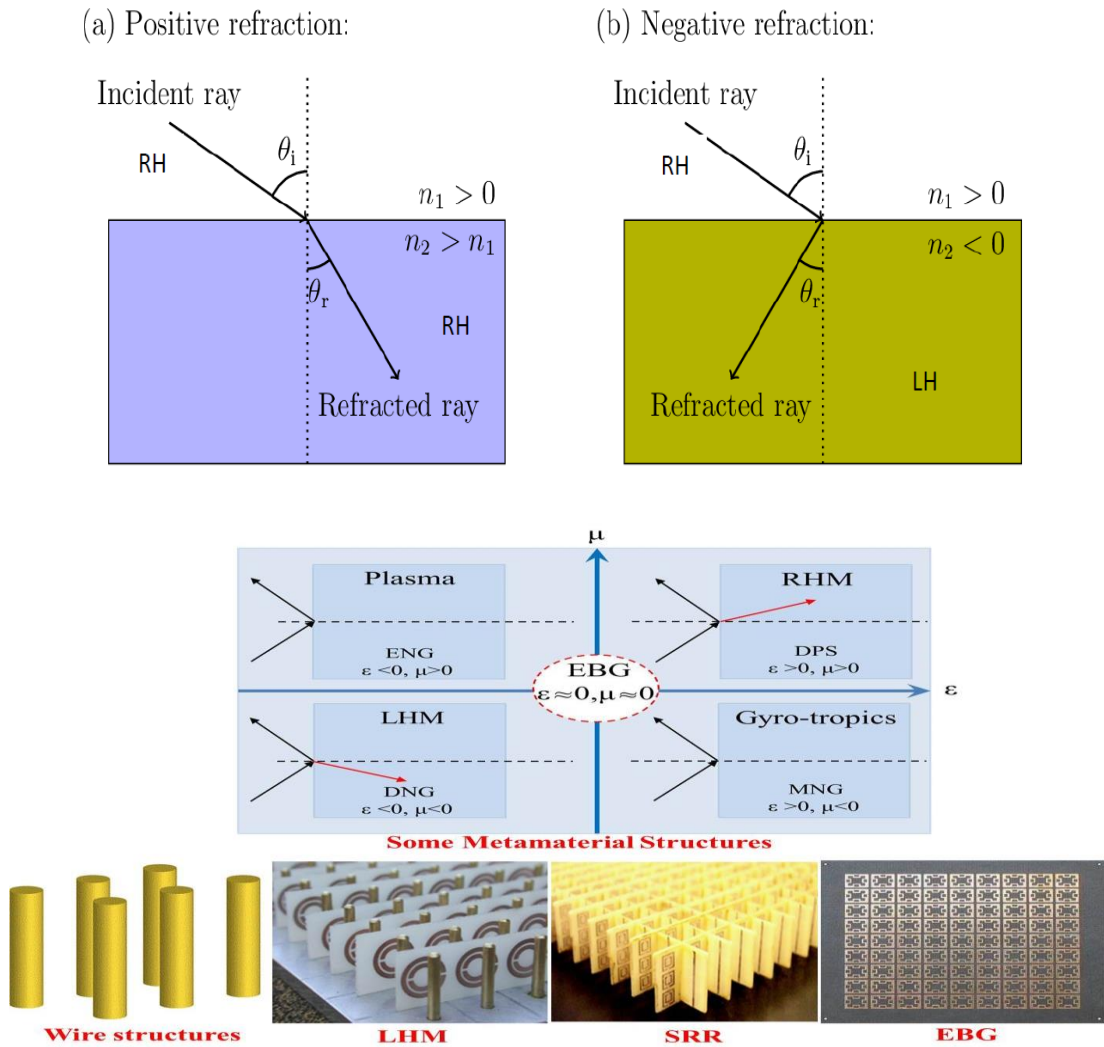 (a) Positive refraction:
Incident ray
θi
RH
n1 > 0
n2 > n1
θr
RH
Refracted ray
(b) Negative refraction:
Incident ray
θi
RH
n1 > 0
n2 < 0
θr
Refracted ray
LH
μ
Plasma
ENG
ε <0, μ>0
RHM
DPS
ε >0, μ>0
EBG
ε≈0,μ≈0
ε
LHM
DNG
ε <0, μ<0
Gyro-tropics
MNG
ε >0, μ<0
Some Metamaterial Structures
Wire structures
LHM
SRR
EBG